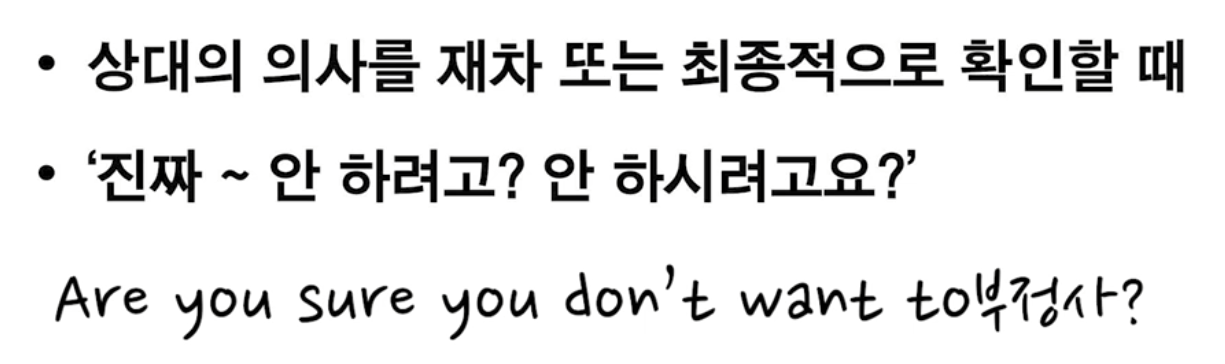 • 상대의 의사를 재차 또는 최종적으로 확인할 때
• ‘진짜 ~ 안 하려고? 안 하시려고요?’
Are you sure you don't want to부정사?